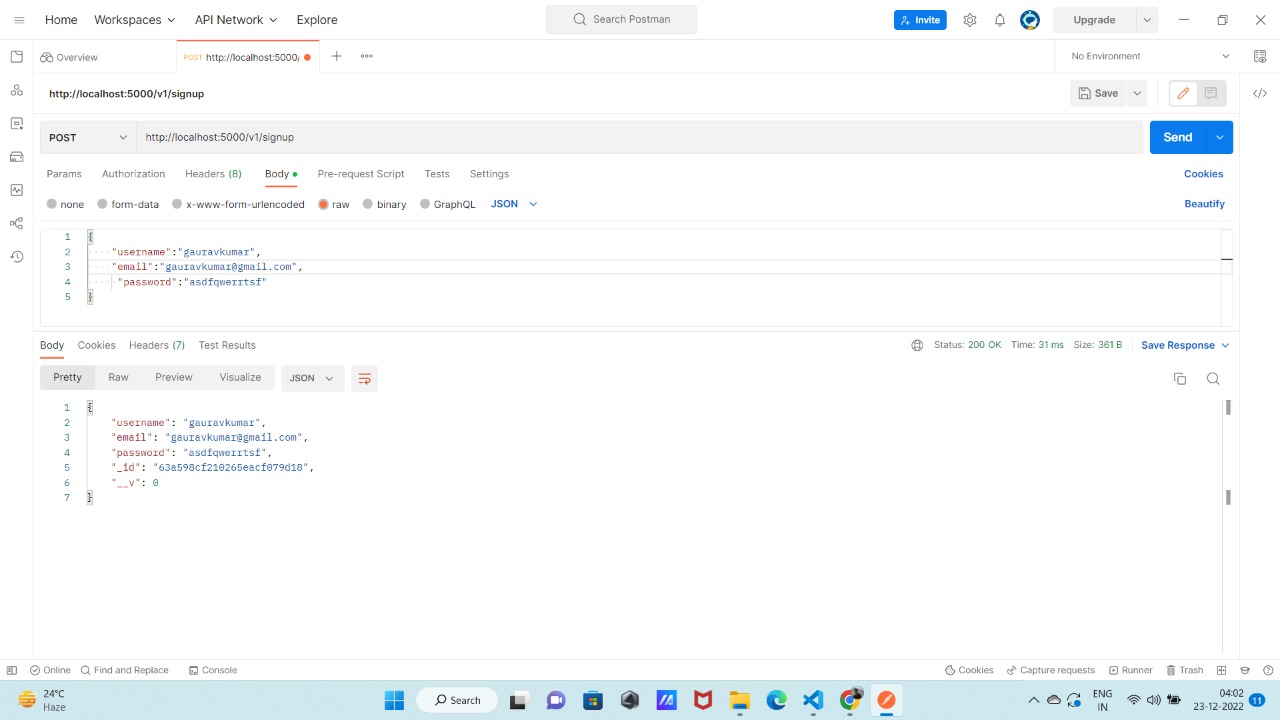 Home Workspaces API Network Explore Search Postman Invite Upgrade
Overview POST http://localhost:5000/ No Environment
http://localhost:5000/v1/signup Save
POST http://localhost:5000/v1/signup Send
Params Authorization Headers (8) Body Pre-request Script Tests Settings Cookies
none form-data x-www-form-urlencoded raw binary GraphQL JSON Beautify
1 {
2 "username":"gauravkumar",
3 "email":"gauravkumar@gmail.com",
4 "password":"asdfqwerrtsf"
5 }
Body Cookies Headers (7) Test Results Status: 200 OK Time: 31 ms Size: 361 B Save Response
Pretty Raw Preview Visualize JSON
1 {
2 "username": "gauravkumar",
3 "email": "gauravkumar@gmail.com",
4 "password": "asdfqwerrtsf",
5 "_id": "63a598cf210265eacf079d18",
6 "__v": 0
7 }
Online Find and Replace Console Cookies Capture requests Runner Trash
24°C
Haze
Search
ENG
IN
04:02
23-12-2022
11